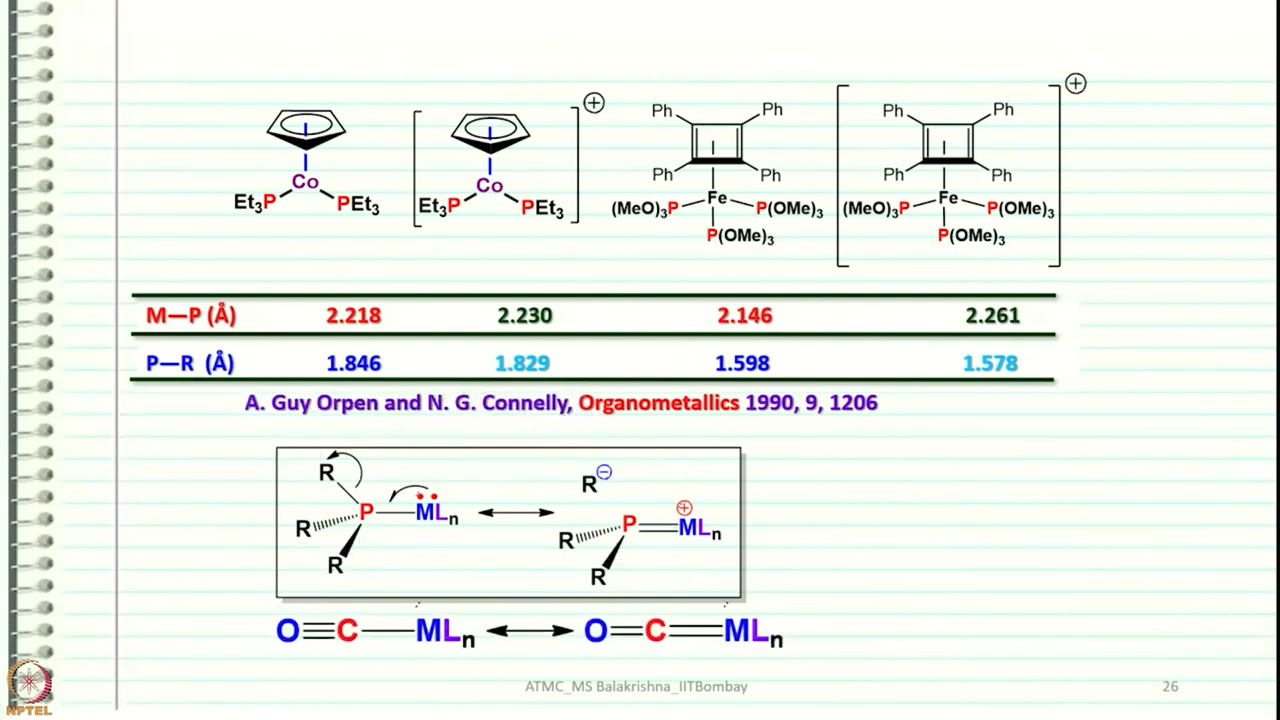 Co
Et₃P PEt₃
Co
Et₃P PEt₃
+
Ph Ph
Ph Ph
Fe
(MeO)₃P P(OMe)₃
P(OMe)₃
Ph Ph
Ph Ph
Fe
(MeO)₃P P(OMe)₃
P(OMe)₃
+
M—P (Å) 2.218 2.230 2.146 2.261
P—R (Å) 1.846 1.829 1.598 1.578
A. Guy Orpen and N. G. Connelly, Organometallics 1990, 9, 1206
R
P MLₙ
R
R
R⊖
⊕
P MLₙ
R
R
O≡C—MLₙ O=C=MLₙ
NPTEL
ATMC_MS Balakrishna_IITBombay
26